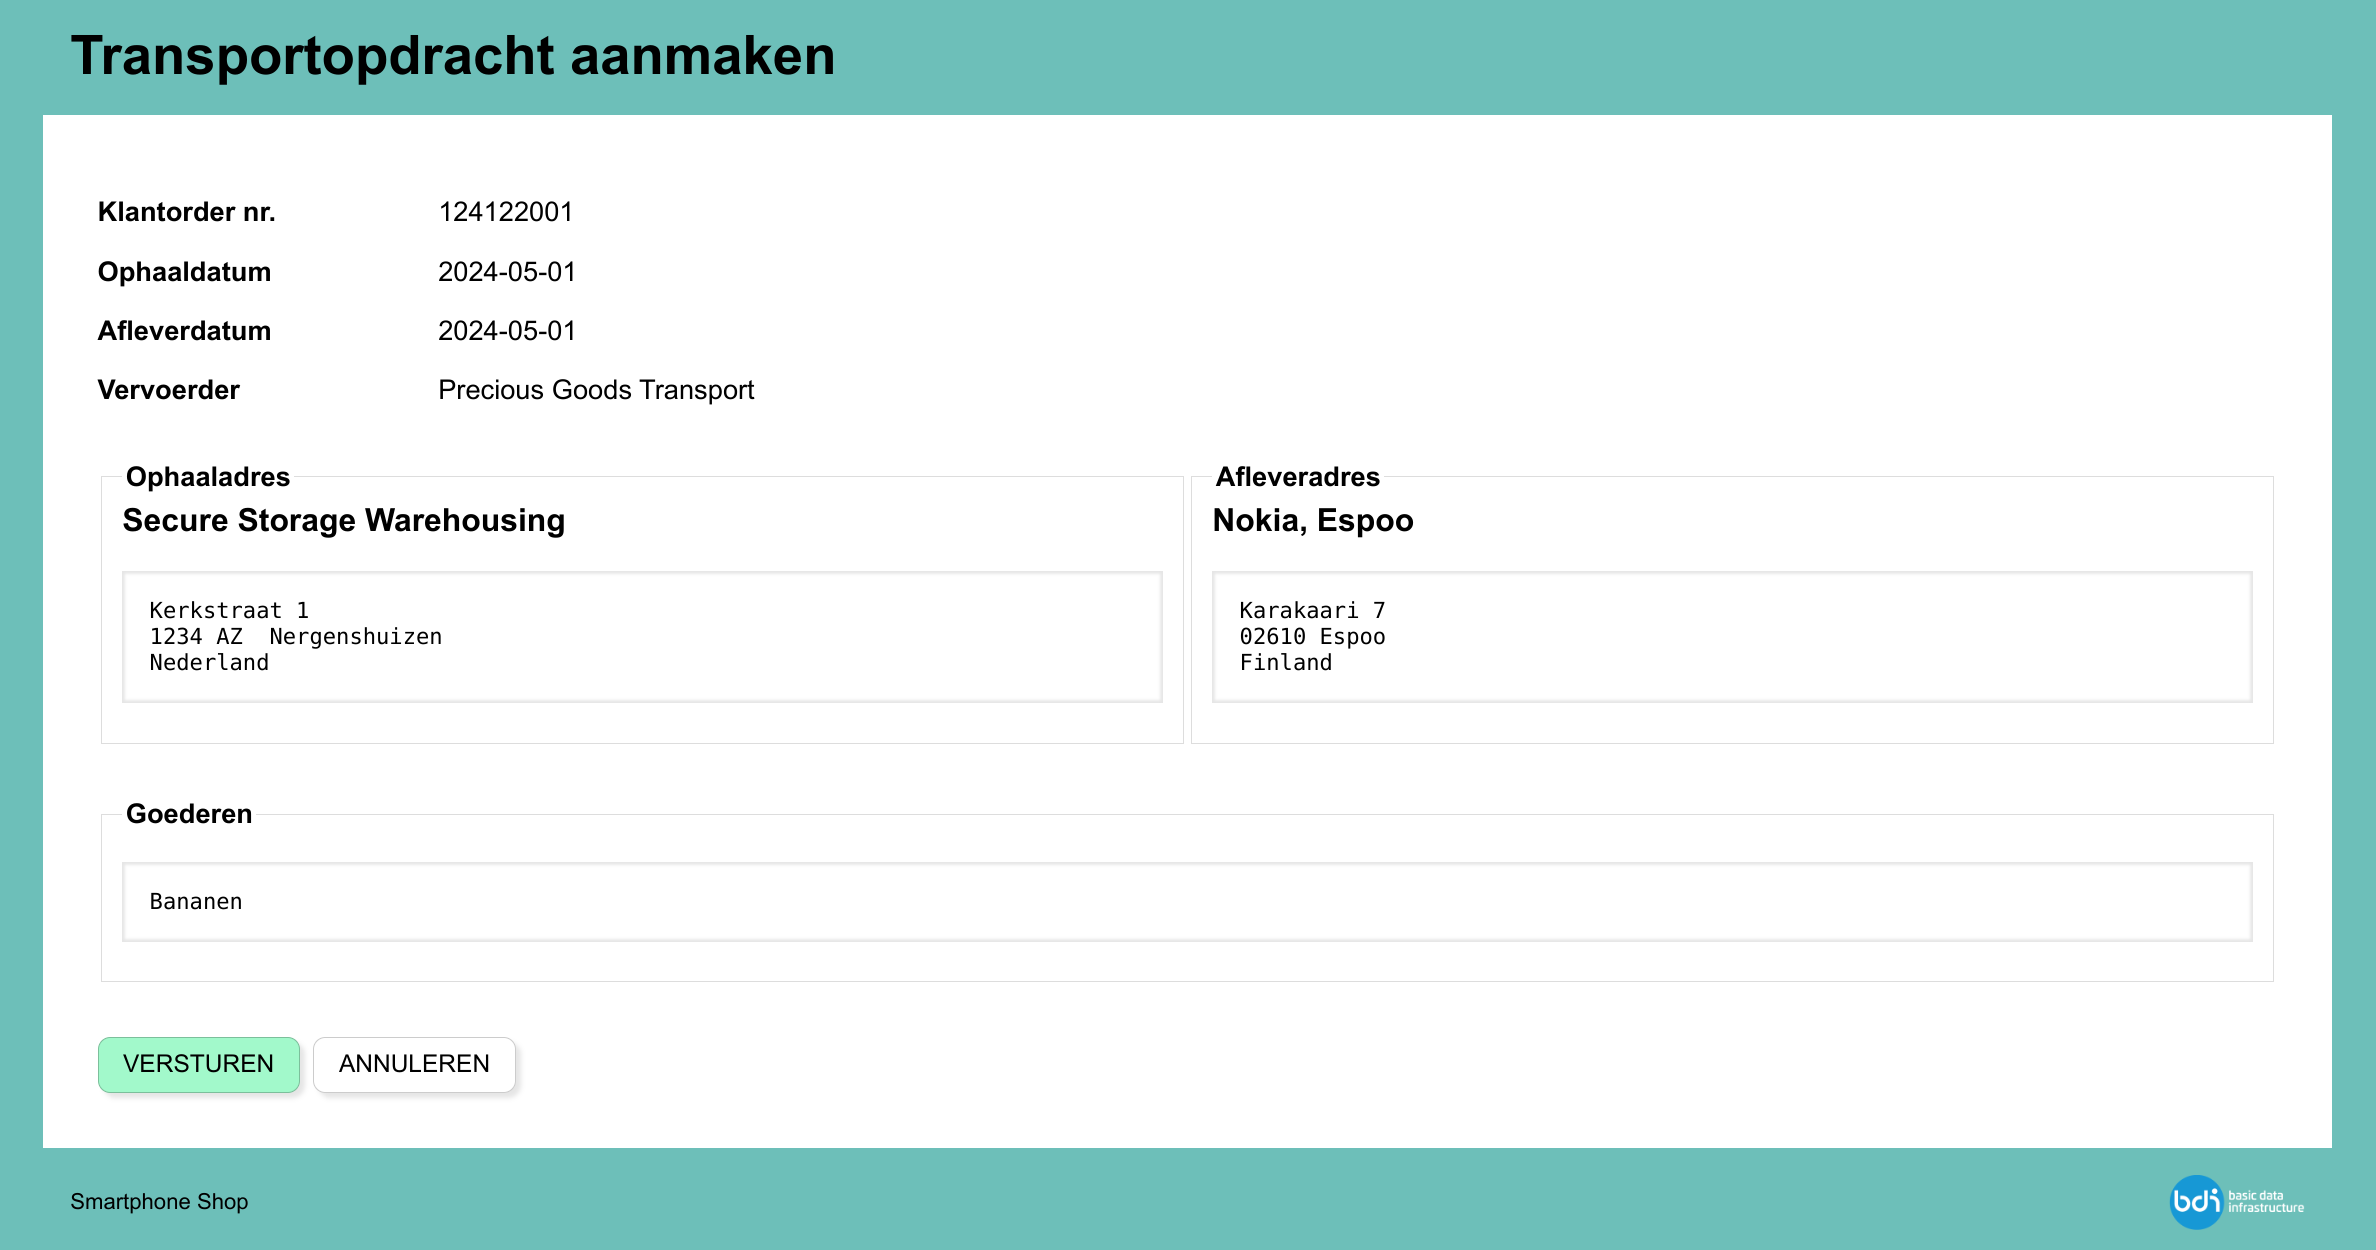 Transportopdracht aanmaken
Klantorder nr. 124122001
Ophaaldatum 2024-05-01
Afleverdatum 2024-05-01
Vervoerder Precious Goods Transport
Ophaaladres
Secure Storage Warehousing
Kerkstraat 1
1234 AZ  Nergenshuizen
Nederland
Afleveradres
Nokia, Espoo
Karakaari 7
02610 Espoo
Finland
Goederen
Bananen
VERSTUREN ANNULEREN
Smartphone Shop
bdi
basic data
infrastructure